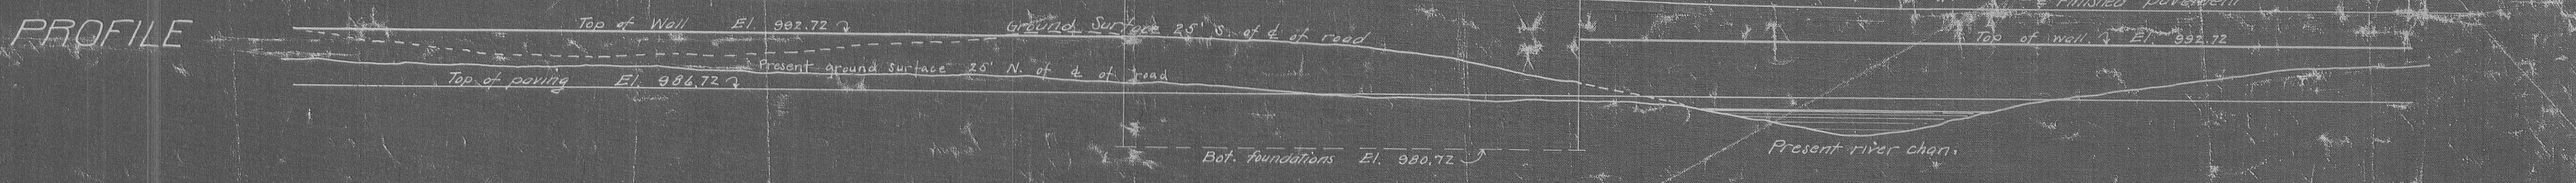 PROFILE
Top of Wall El. 992.72
Ground Surface 25' S. of ℄ of road
Finished pavement
Top of wall. El. 992.72
Present ground surface 25' N. of ℄ of road
Top of paving El. 986.72
Bot. foundations El. 980.72
Present river chan.